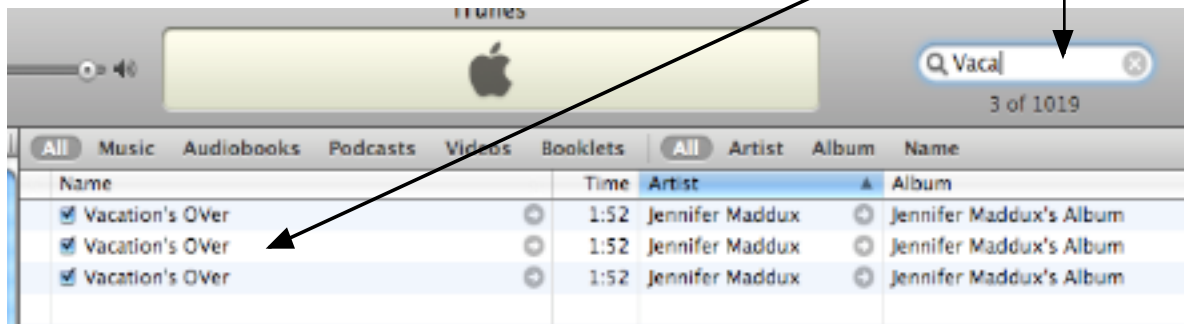 iTunes
Vaca
3 of 1019
All Music Audiobooks Podcasts Videos Booklets All Artist Album Name
Name Time Artist Album
Vacation's OVer 1:52 Jennifer Maddux Jennifer Maddux's Album
Vacation's OVer 1:52 Jennifer Maddux Jennifer Maddux's Album
Vacation's OVer 1:52 Jennifer Maddux Jennifer Maddux's Album